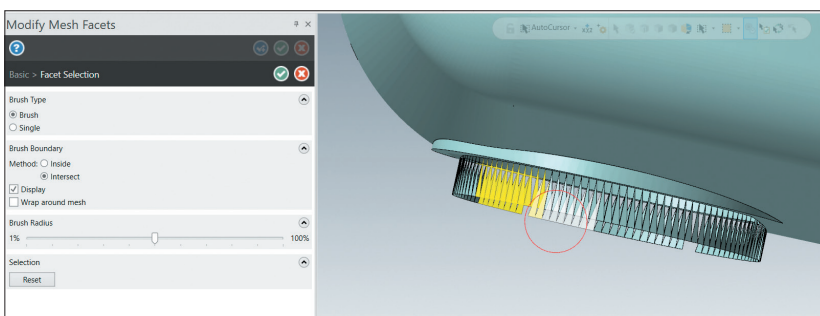 Modify Mesh Facets
Basic > Facet Selection
Brush Type
Brush
Single
Brush Boundary
Method: Inside
Intersect
Display
Wrap around mesh
Brush Radius
1% 100%
Selection
Reset
AutoCursor